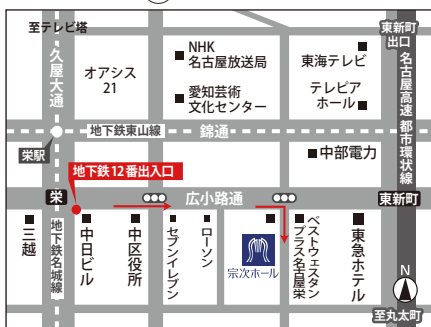 至テレビ塔
久屋大通
オアシス
21
NHK
名古屋放送局
愛知芸術
文化センター
東海テレビ
テレピア
ホール
東新町
出口
名古屋高速 都市環状線
地下鉄東山線
錦通
栄駅
中部電力
地下鉄12番出入口
栄
広小路通
東新町
三越
地下鉄名城線
中日ビル
中区役所
セブンイレブン
ローソン
宗次ホール
ベストウェスタン
プラス名古屋栄
東急ホテル
N
至丸太町